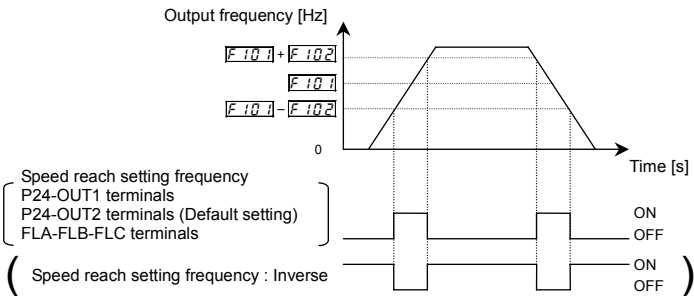 Output frequency [Hz]
F101 + F102
F101
F101 – F102
0
Time [s]
Speed reach setting frequency
P24-OUT1 terminals
P24-OUT2 terminals (Default setting)
FLA-FLB-FLC terminals
ON
OFF
( Speed reach setting frequency : Inverse
ON
OFF )